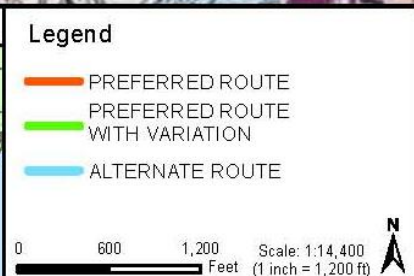 Legend
PREFERRED ROUTE
PREFERRED ROUTE
WITH VARIATION
ALTERNATE ROUTE
N
0 600 1,200
Feet
Scale: 1:14,400
(1 inch = 1,200 ft)